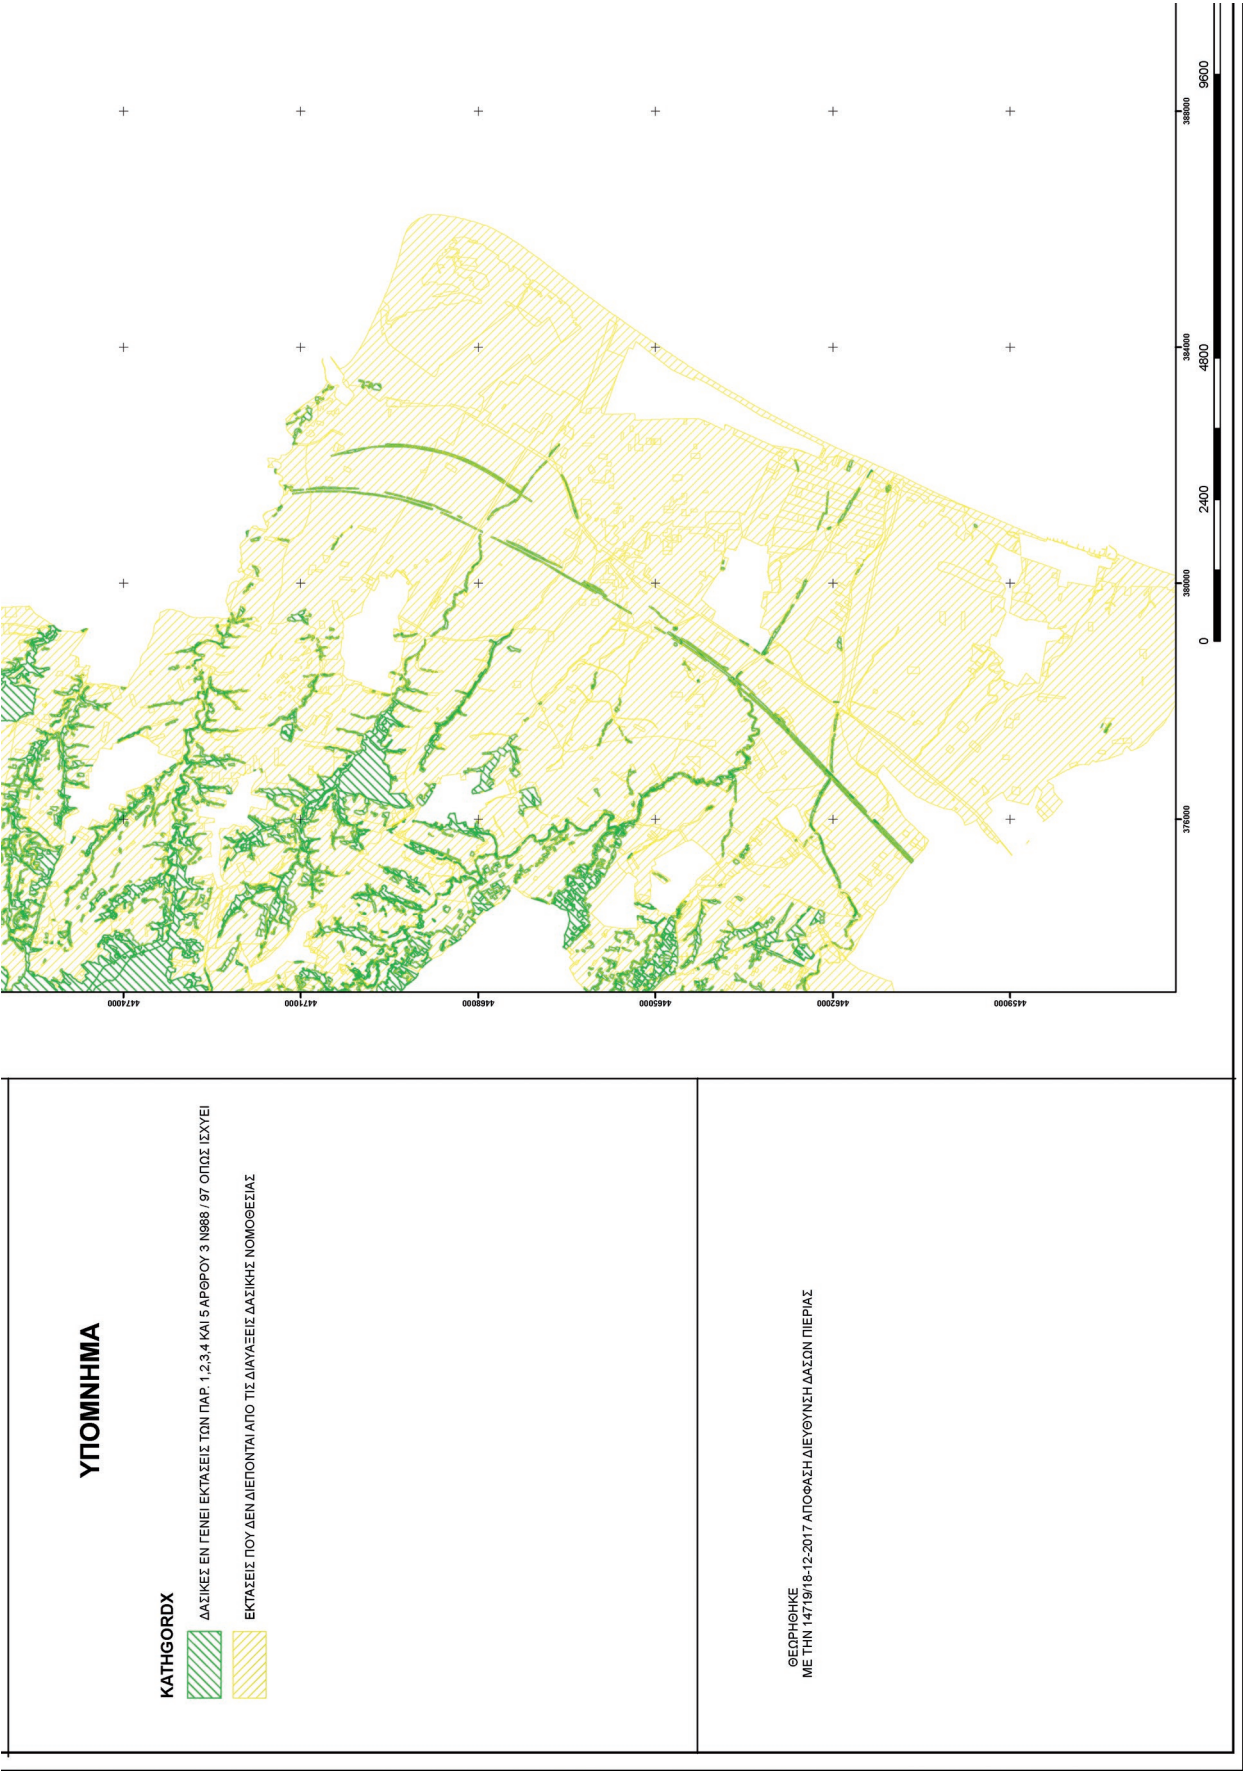 388000
384000
380000
376000
4474000
4471000
4468000
4465000
4462000
4459000
0
2400
4800
9600
ΥΠΟΜΝΗΜΑ
KATHGORDX
ΔΑΣΙΚΕΣ ΕΝ ΓΕΝΕΙ ΕΚΤΑΣΕΙΣ ΤΩΝ ΠΑΡ. 1,2,3,4 ΚΑΙ 5 ΑΡΘΡΟΥ 3 Ν988 / 97 ΟΠΩΣ ΙΣΧΥΕΙ
ΕΚΤΑΣΕΙΣ ΠΟΥ ΔΕΝ ΔΙΕΠΟΝΤΑΙ ΑΠΟ ΤΙΣ ΔΙΑΥΑΞΕΙΣ ΔΑΣΙΚΗΣ ΝΟΜΟΘΕΣΙΑΣ
ΘΕΩΡΗΘΗΚΕ
ΜΕ ΤΗΝ 14719/18-12-2017 ΑΠΟΦΑΣΗ ΔΙΕΥΘΥΝΣΗ ΔΑΣΩΝ ΠΙΕΡΙΑΣ